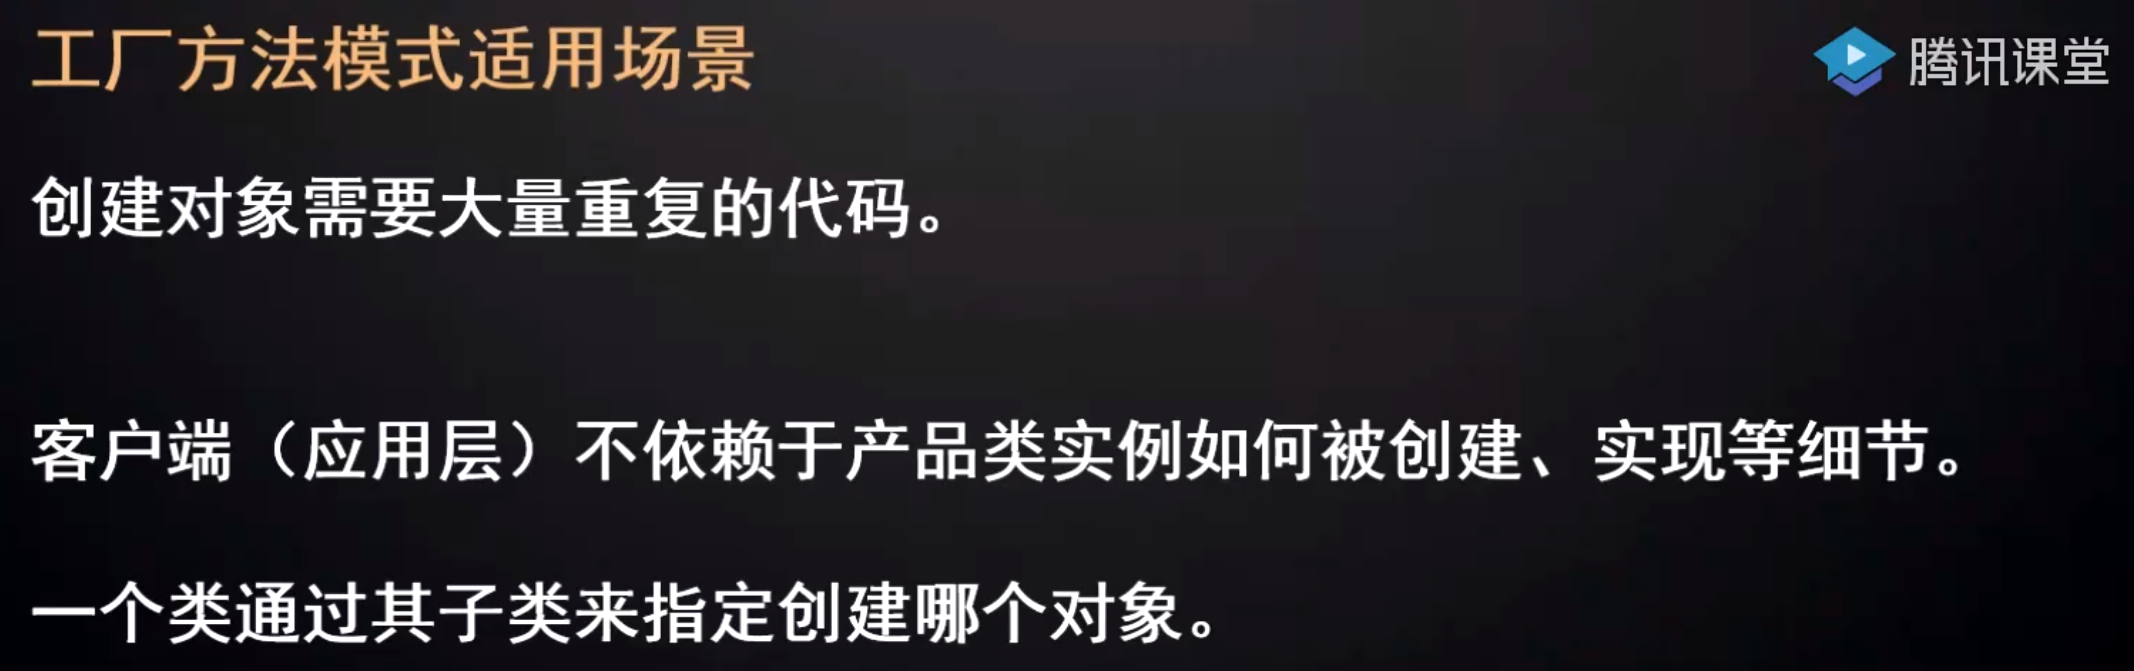 工厂方法模式适用场景
腾讯课堂
创建对象需要大量重复的代码。
客户端（应用层）不依赖于产品类实例如何被创建、实现等细节。
一个类通过其子类来指定创建哪个对象。